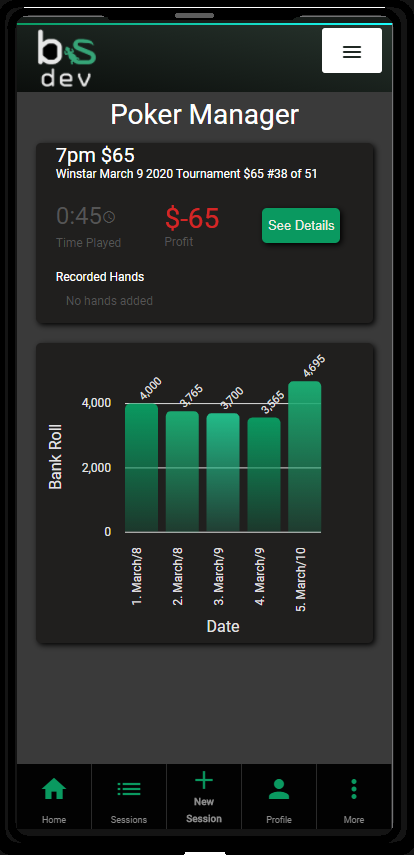 bs
dev
Poker Manager
7pm $65
Winstar March 9 2020 Tournament $65 #38 of 51
0:45
$-65
See Details
Time Played
Profit
Recorded Hands
No hands added
4,695
4,000
3,765
3,700
3,565
4,000
2,000
0
Bank Roll
1. March/8
2. March/8
3. March/9
4. March/9
5. March/10
Date
Home
Sessions
New
Session
Profile
More